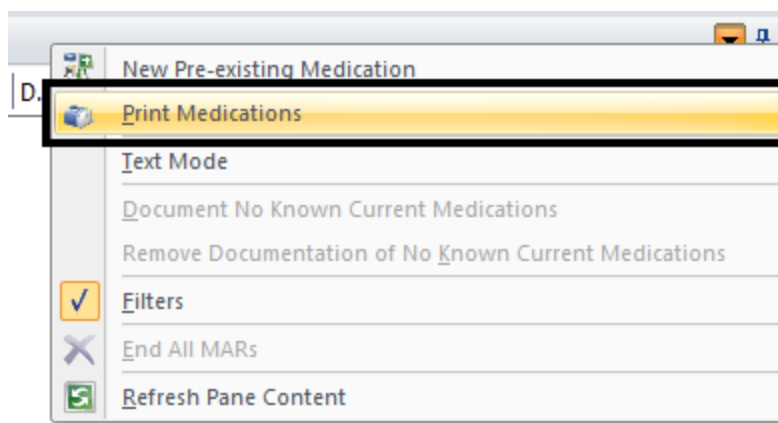 D.
New Pre-existing Medication
Print Medications
Text Mode
Document No Known Current Medications
Remove Documentation of No Known Current Medications
Filters
End All MARs
Refresh Pane Content